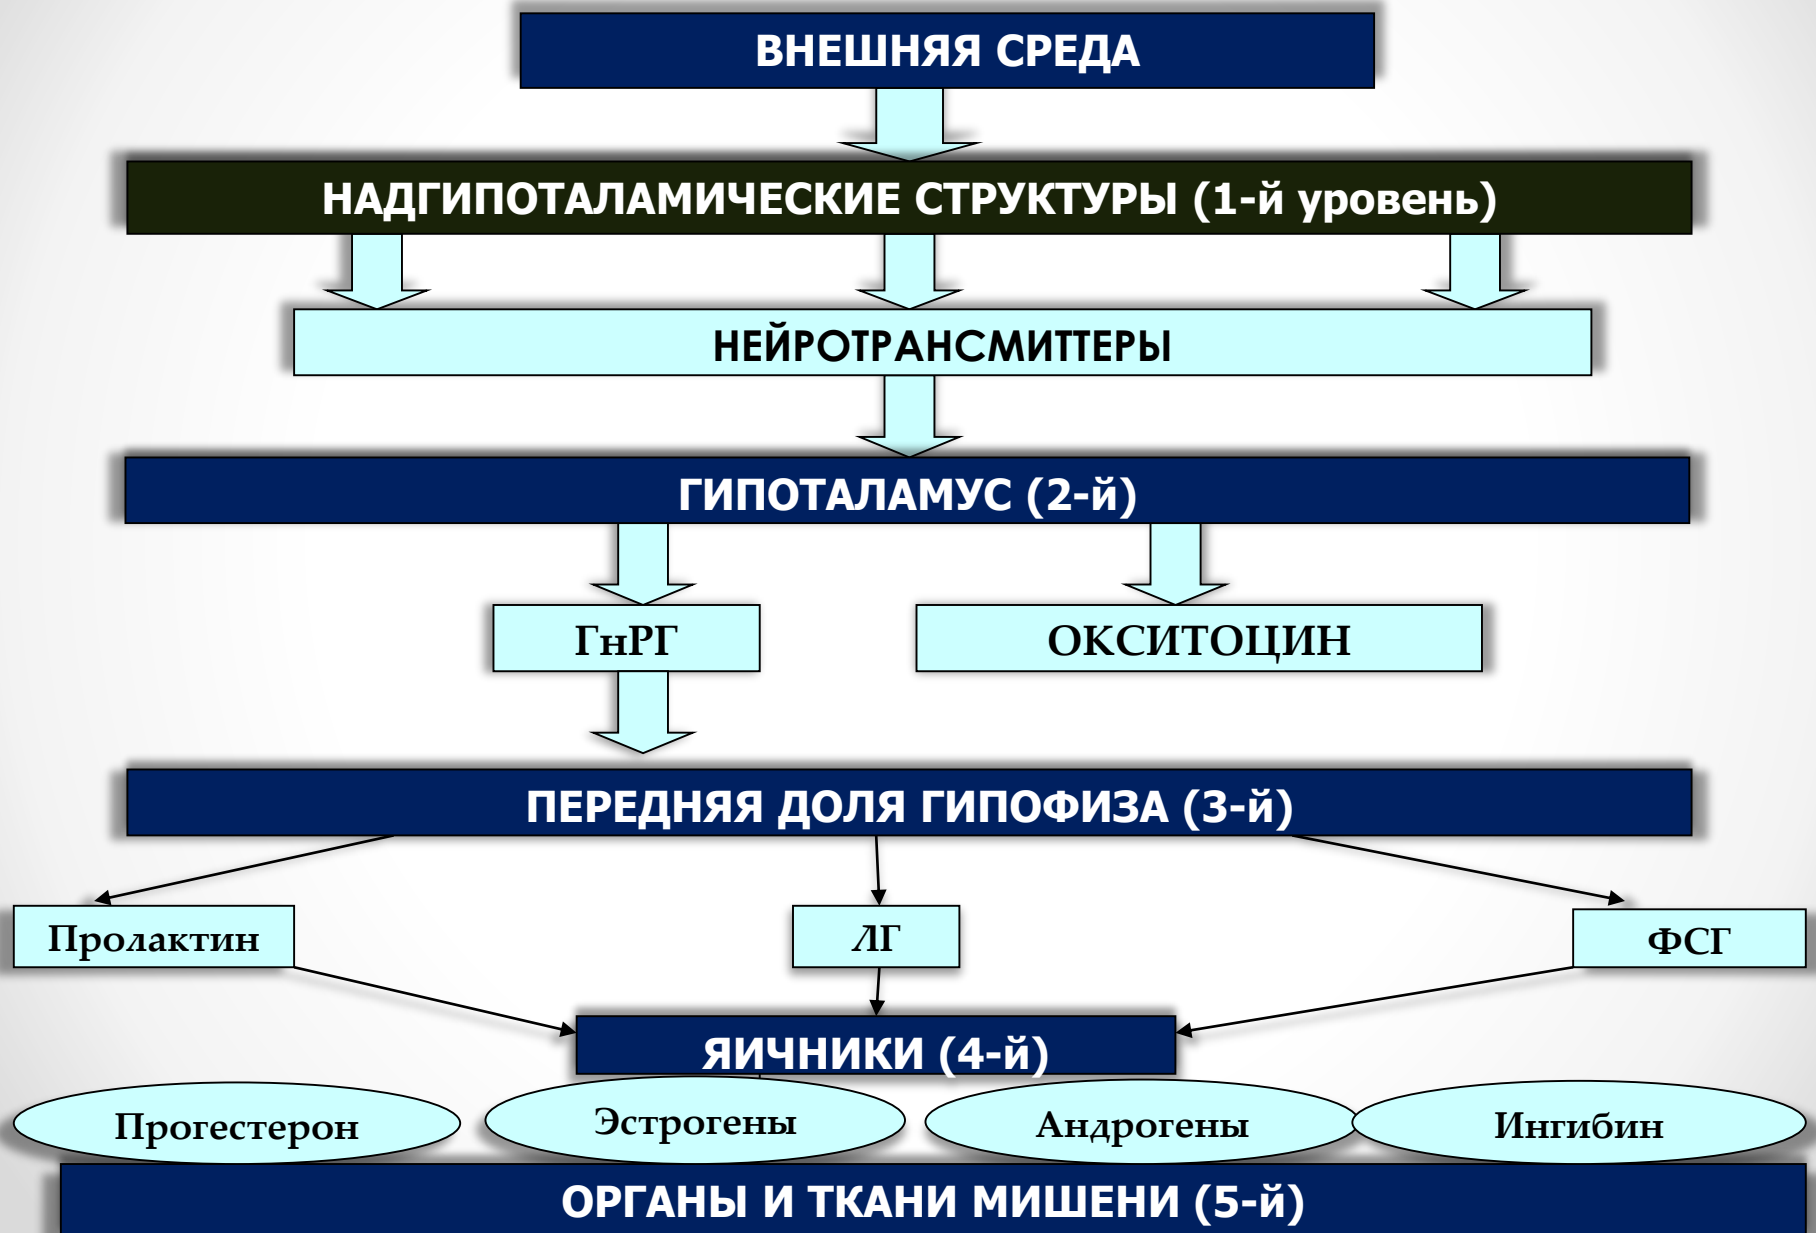 ВНЕШНЯЯ СРЕДА
НАДГИПОТАЛАМИЧЕСКИЕ СТРУКТУРЫ (1-й уровень)
НЕЙРОТРАНСМИТТЕРЫ
ГИПОТАЛАМУС (2-й)
ГнРГ
ОКСИТОЦИН
ПЕРЕДНЯЯ ДОЛЯ ГИПОФИЗА (3-й)
Пролактин
ЛГ
ФСГ
ЯИЧНИКИ (4-й)
Прогестерон
Эстрогены
Андрогены
Ингибин
ОРГАНЫ И ТКАНИ МИШЕНИ (5-й)